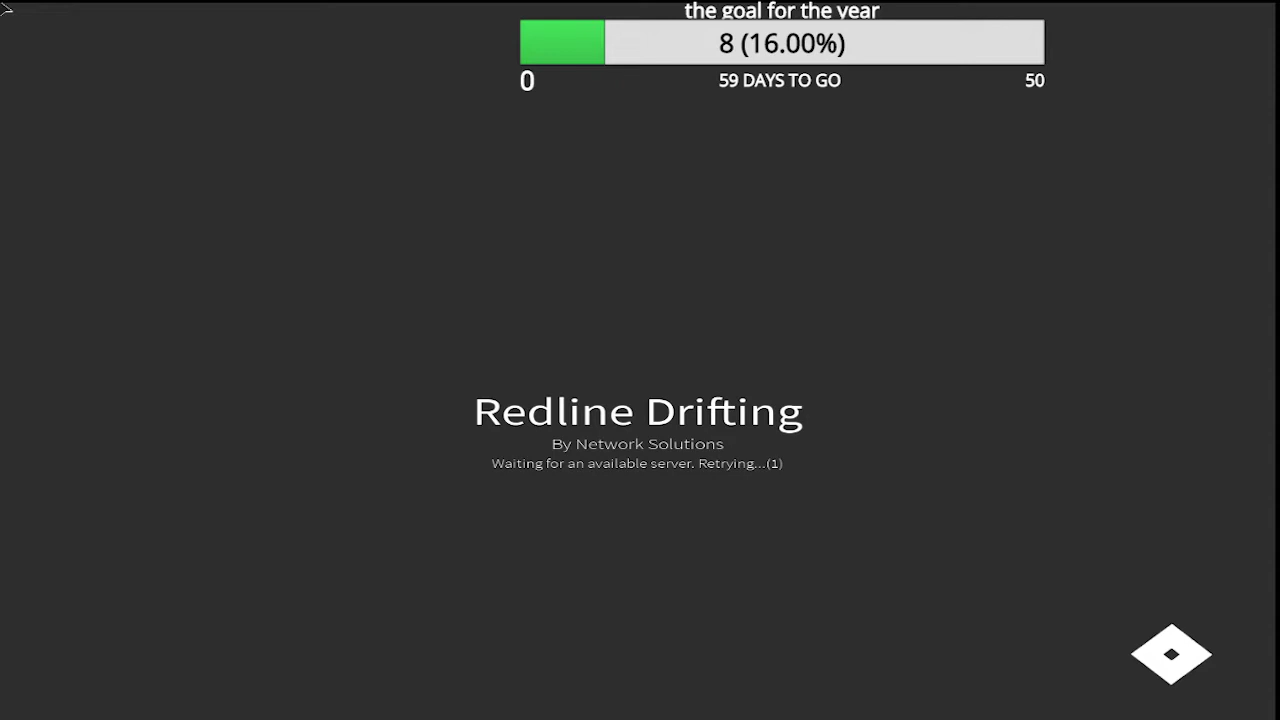 the goal for the year
8 (16.00%)
0 59 DAYS TO GO 50
Redline Drifting
By Network Solutions
Waiting for an available server. Retrying...(1)